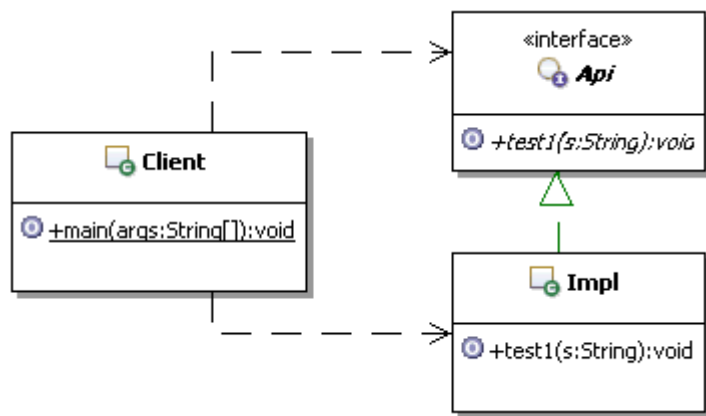 «interface»
Api
+test1(s:String):void
Client
+main(args:String[]):void
Impl
+test1(s:String):void